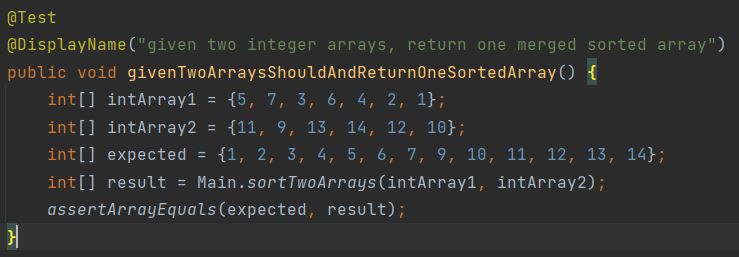 @Test
@DisplayName("given two integer arrays, return one merged sorted array")
public void givenTwoArraysShouldAndReturnOneSortedArray() {
    int[] intArray1 = {5, 7, 3, 6, 4, 2, 1};
    int[] intArray2 = {11, 9, 13, 14, 12, 10};
    int[] expected = {1, 2, 3, 4, 5, 6, 7, 9, 10, 11, 12, 13, 14};
    int[] result = Main.sortTwoArrays(intArray1, intArray2);
    assertArrayEquals(expected, result);
}